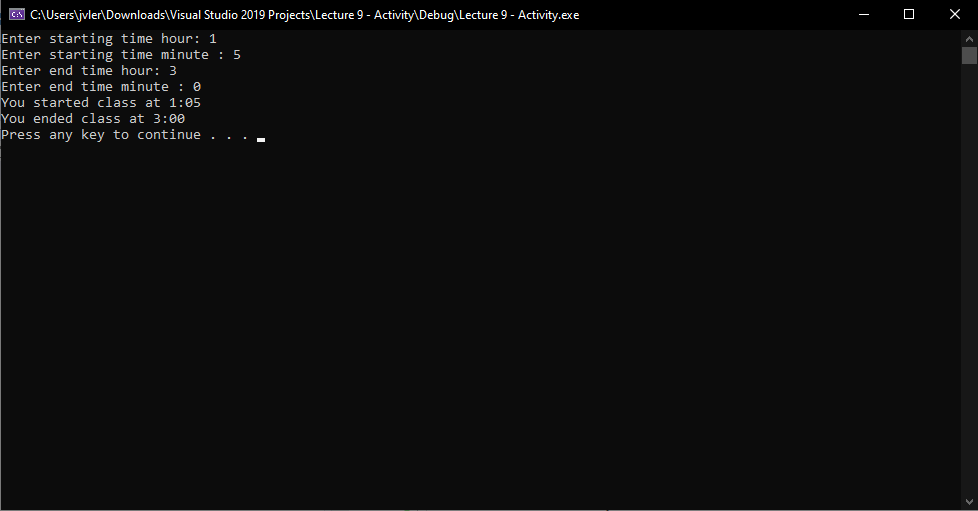 C:\Users\jvler\Downloads\Visual Studio 2019 Projects\Lecture 9 - Activity\Debug\Lecture 9 - Activity.exe
Enter starting time hour: 1
Enter starting time minute : 5
Enter end time hour: 3
Enter end time minute : 0
You started class at 1:05
You ended class at 3:00
Press any key to continue . . .